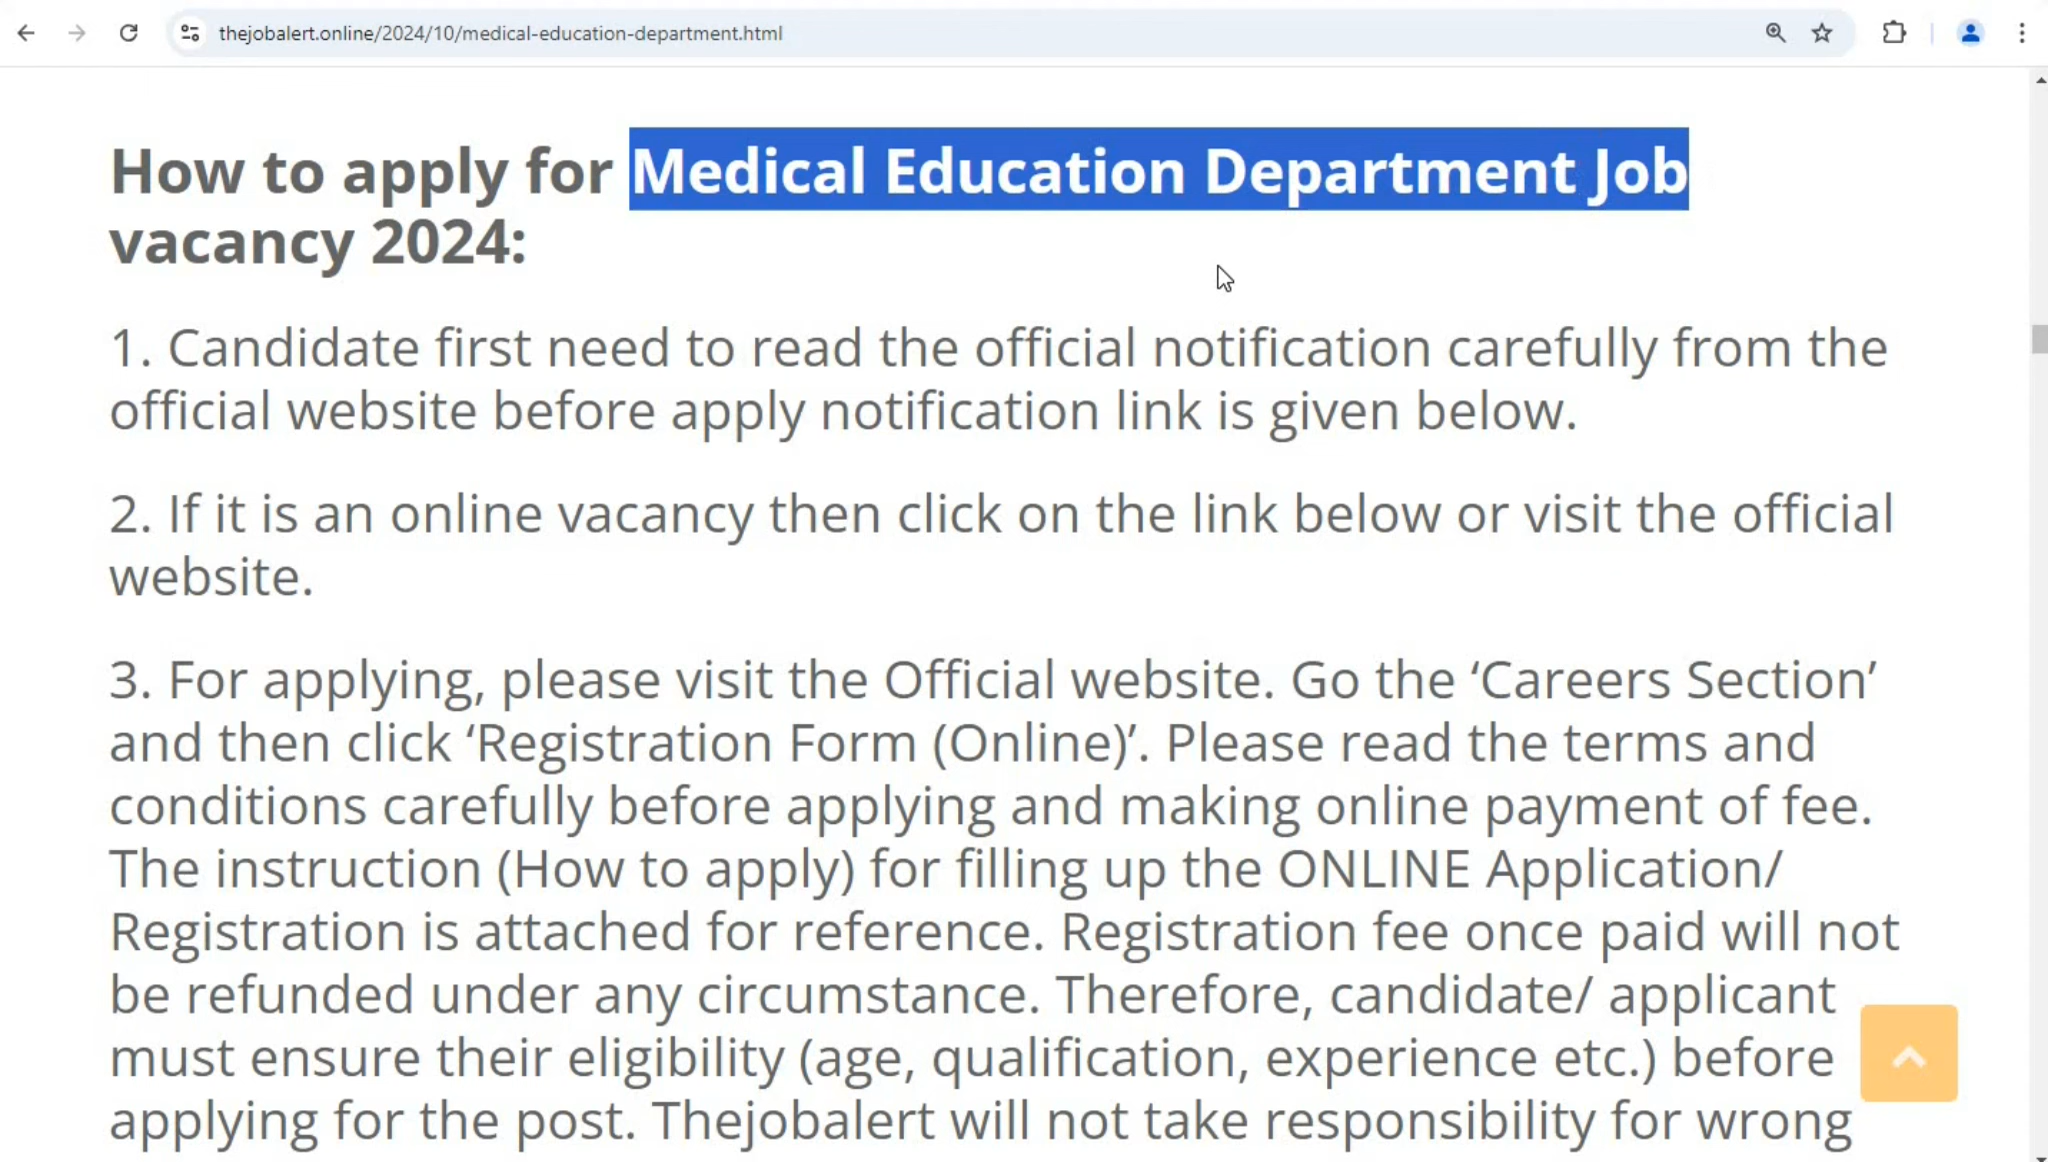 thejobalert.online/2024/10/medical-education-department.html
How to apply for Medical Education Department Job
vacancy 2024:
1. Candidate first need to read the official notification carefully from the
official website before apply notification link is given below.
2. If it is an online vacancy then click on the link below or visit the official
website.
3. For applying, please visit the Official website. Go the ‘Careers Section’
and then click ‘Registration Form (Online)’. Please read the terms and
conditions carefully before applying and making online payment of fee.
The instruction (How to apply) for filling up the ONLINE Application/
Registration is attached for reference. Registration fee once paid will not
be refunded under any circumstance. Therefore, candidate/ applicant
must ensure their eligibility (age, qualification, experience etc.) before
applying for the post. Thejobalert will not take responsibility for wrong